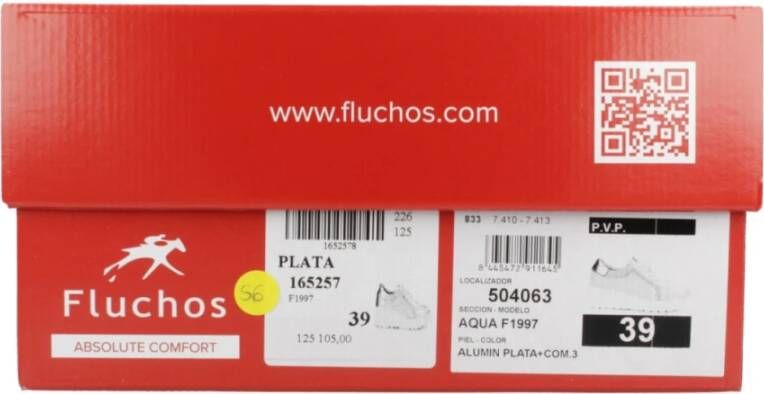 www.fluchos.com
Fluchos
ABSOLUTE COMFORT
56
226
125
1652578
PLATA
165257
F1997
39
125 105,00
933 7.410 - 7.413
P.V.P.
8 445472 911645
LOCALIZADOR
504063
SECCION - MODELO
AQUA F1997
39
PIEL - COLOR
ALUMIN PLATA+COM.3